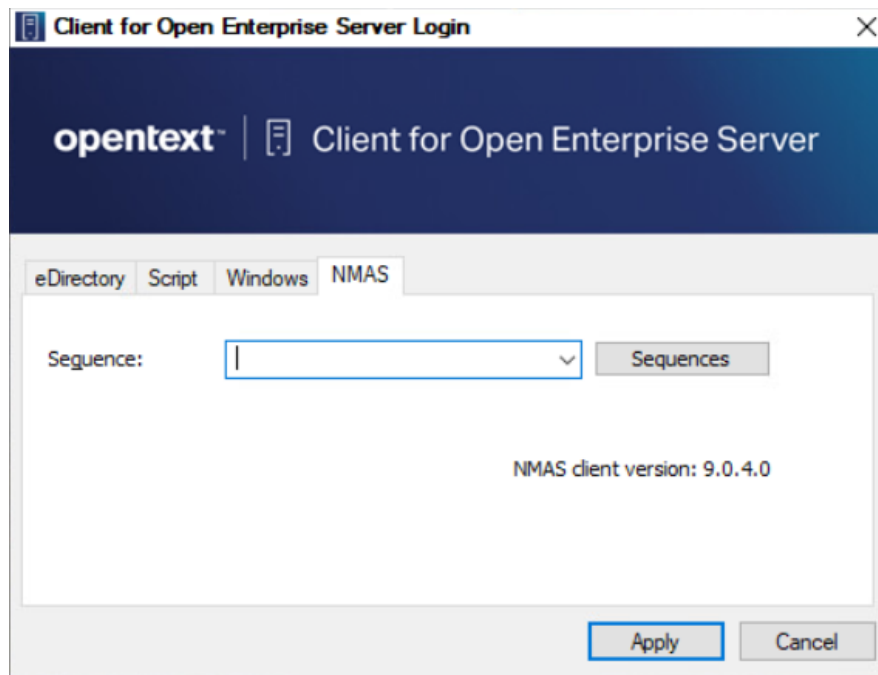 Client for Open Enterprise Server Login
opentext™ Client for Open Enterprise Server
eDirectory Script Windows NMAS
Sequence: Sequences
NMAS client version: 9.0.4.0
Apply Cancel